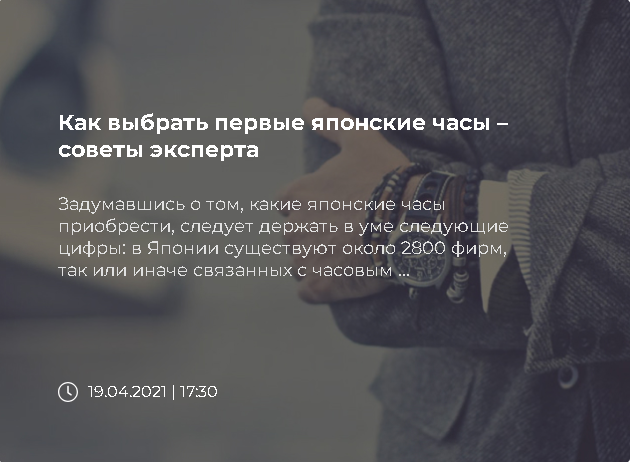 Как выбрать первые японские часы –
советы эксперта
Задумавшись о том, какие японские часы
приобрести, следует держать в уме следующие
цифры: в Японии существуют около 2800 фирм,
так или иначе связанных с часовым ...
19.04.2021 | 17:30